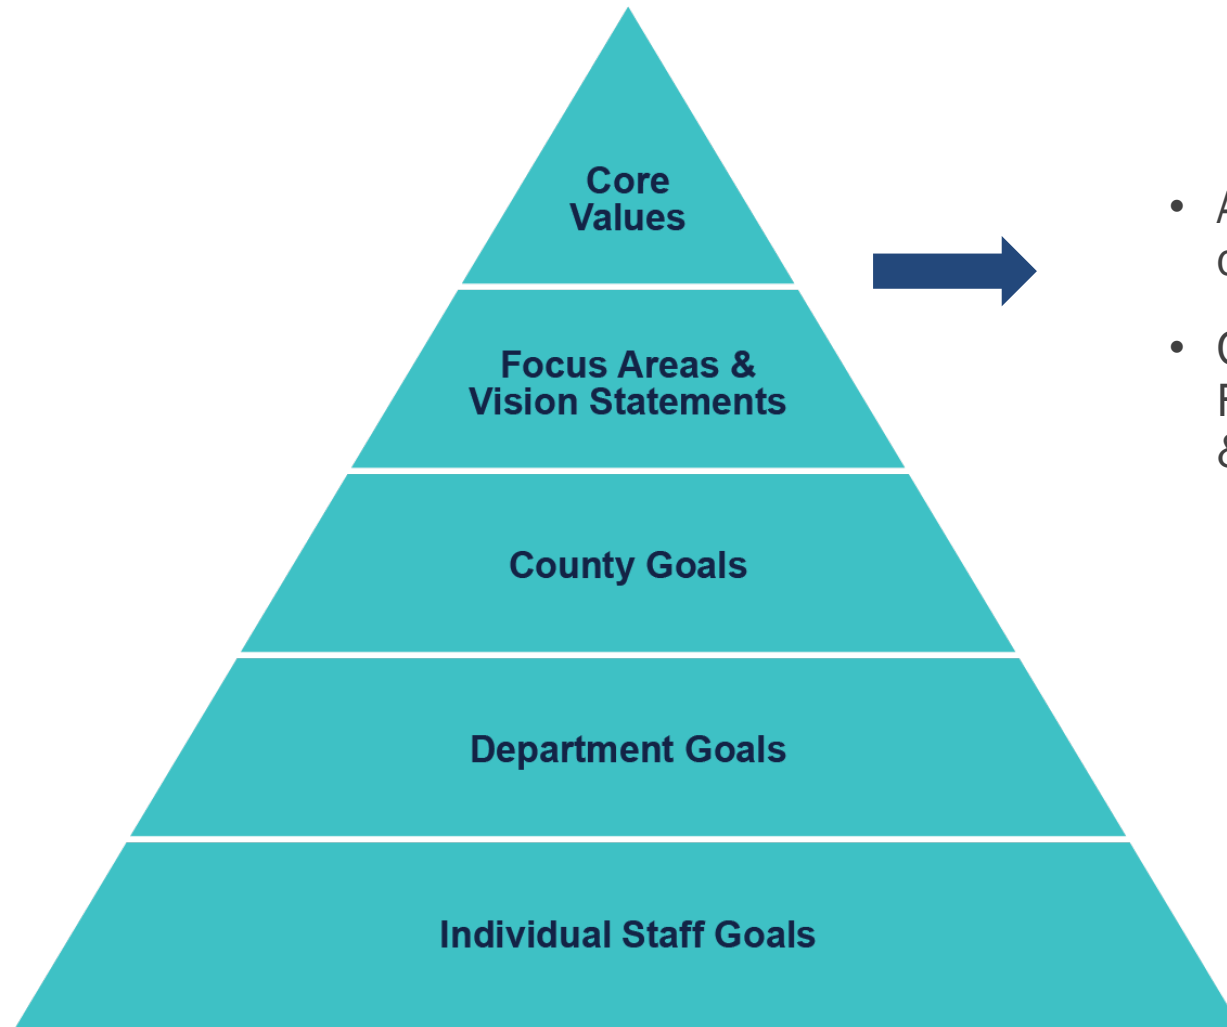 Core
Values
Focus Areas &
Vision Statements
County Goals
Department Goals
Individual Staff Goals
&